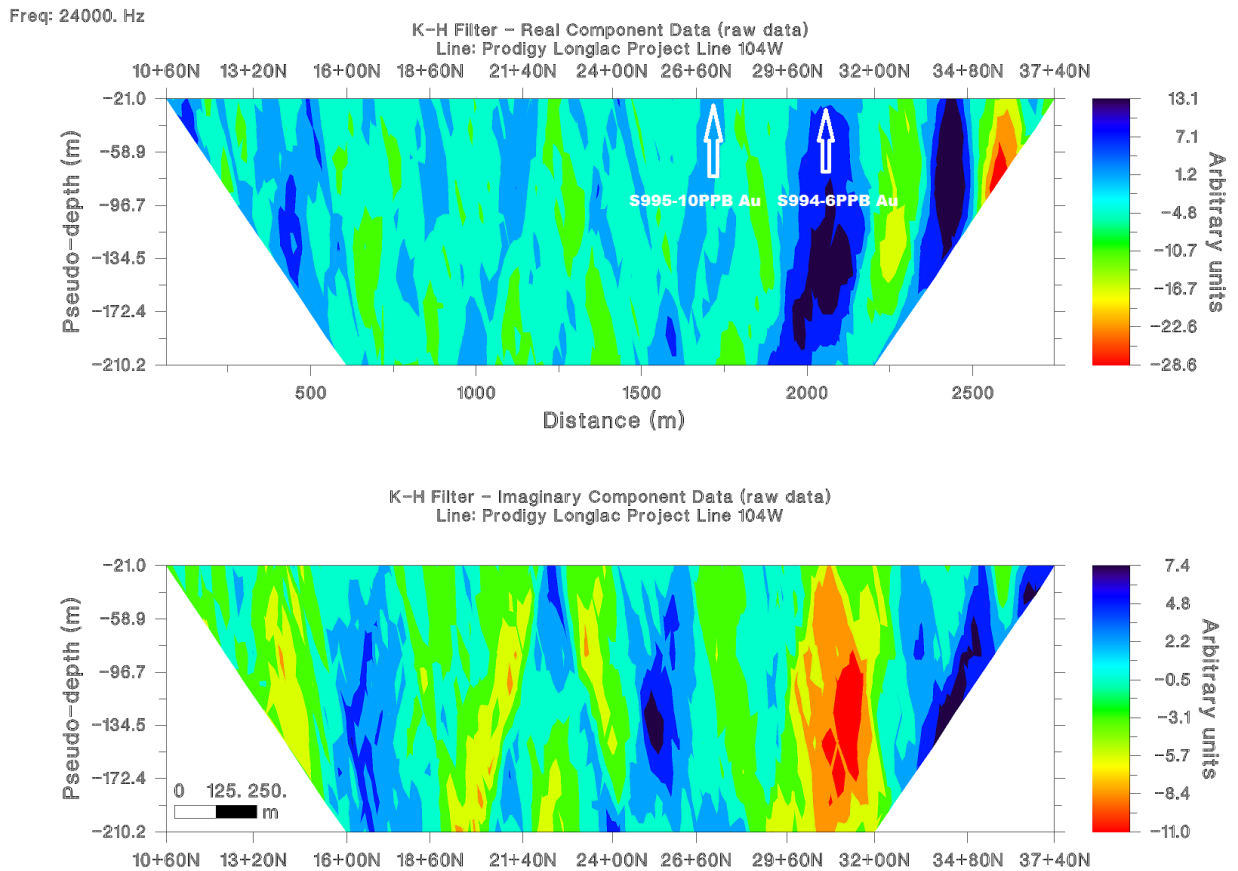 Freq: 24000. Hz
K-H Filter - Real Component Data (raw data)
Line: Prodigy Longlac Project Line 104W
10+60N 13+20N 16+00N 18+60N 21+40N 24+00N 26+60N 29+60N 32+00N 34+80N 37+40N
-21.0
-58.9
-96.7
-134.5
-172.4
-210.2
Pseudo-depth (m)
S995-10PPB Au S994-6PPB Au
13.1
7.1
1.2
-4.8
-10.7
-16.7
-22.6
-28.6
Arbitrary units
500 1000 1500 2000 2500
Distance (m)
K-H Filter - Imaginary Component Data (raw data)
Line: Prodigy Longlac Project Line 104W
-21.0
-58.9
-96.7
-134.5
-172.4
-210.2
Pseudo-depth (m)
0 125. 250.
m
7.4
4.8
2.2
-0.5
-3.1
-5.7
-8.4
-11.0
Arbitrary units
10+60N 13+20N 16+00N 18+60N 21+40N 24+00N 26+60N 29+60N 32+00N 34+80N 37+40N